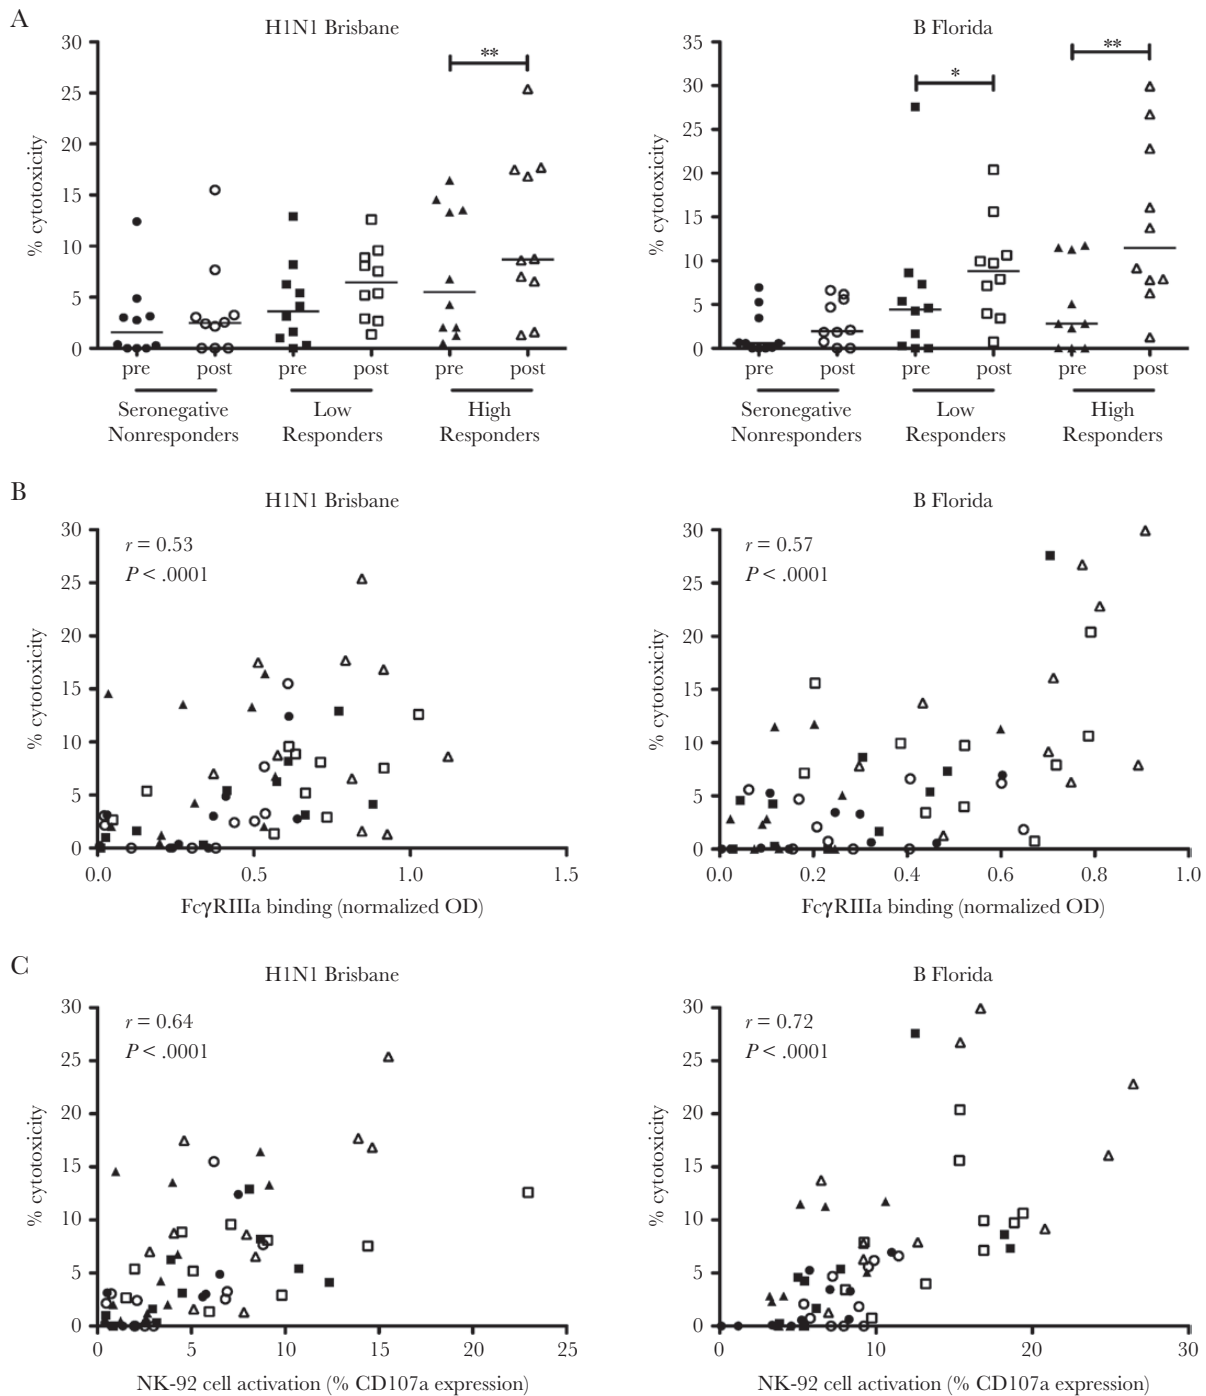 A
H1N1 Brisbane
B Florida
% cytotoxicity
30
25
20
15
10
5
0
**
pre post pre post pre post
Seronegative Nonresponders
Low Responders
High Responders
% cytotoxicity
35
30
25
20
15
10
5
0
*
**
pre post pre post pre post
Seronegative Nonresponders
Low Responders
High Responders
B
H1N1 Brisbane
r = 0.53
P < .0001
% cytotoxicity
30
25
20
15
10
5
0
0.0 0.5 1.0 1.5
FcγRIIIa binding (normalized OD)
B Florida
r = 0.57
P < .0001
% cytotoxicity
30
25
20
15
10
5
0
0.0 0.2 0.4 0.6 0.8 1.0
FcγRIIIa binding (normalized OD)
C
H1N1 Brisbane
r = 0.64
P < .0001
% cytotoxicity
30
25
20
15
10
5
0
0 5 10 15 20 25
NK-92 cell activation (% CD107a expression)
B Florida
r = 0.72
P < .0001
% cytotoxicity
30
25
20
15
10
5
0
0 10 20 30
NK-92 cell activation (% CD107a expression)